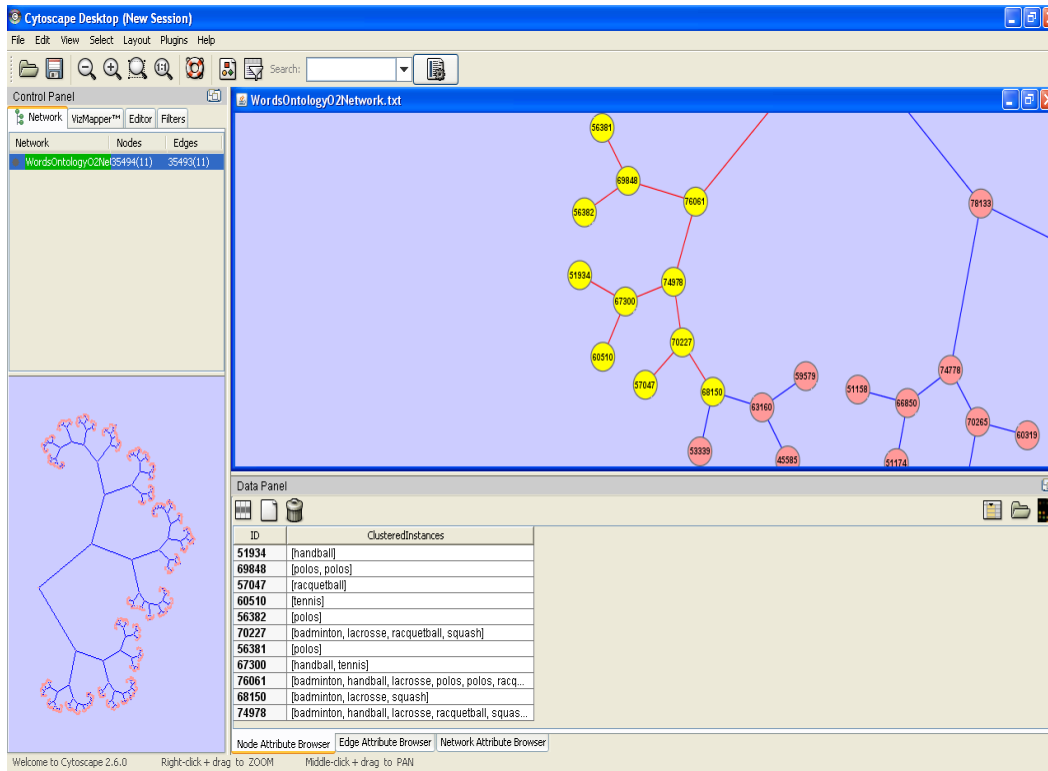 Cytoscape Desktop (New Session)
File Edit View Select Layout Plugins Help
Search:
Control Panel
Network VizMapper™ Editor Filters
Network Nodes Edges
WordsOntologyO2Net 35494(11) 35493(11)
WordsOntologyO2Network.txt
56381
69848
76061
56382
78133
51934
74978
67300
70227
60510
57047
68150
59579
74778
51158
66850
63160
70265
60319
53339
45585
51174
Data Panel
ID ClusteredInstances
51934 [handball]
69848 [polos, polos]
57047 [racquetball]
60510 [tennis]
56382 [polos]
70227 [badminton, lacrosse, racquetball, squash]
56381 [polos]
67300 [handball, tennis]
76061 [badminton, handball, lacrosse, polos, polos, racq...
68150 [badminton, lacrosse, squash]
74978 [badminton, handball, lacrosse, racquetball, squas...
Node Attribute Browser Edge Attribute Browser Network Attribute Browser
Welcome to Cytoscape 2.6.0 Right-click + drag to ZOOM Middle-click + drag to PAN